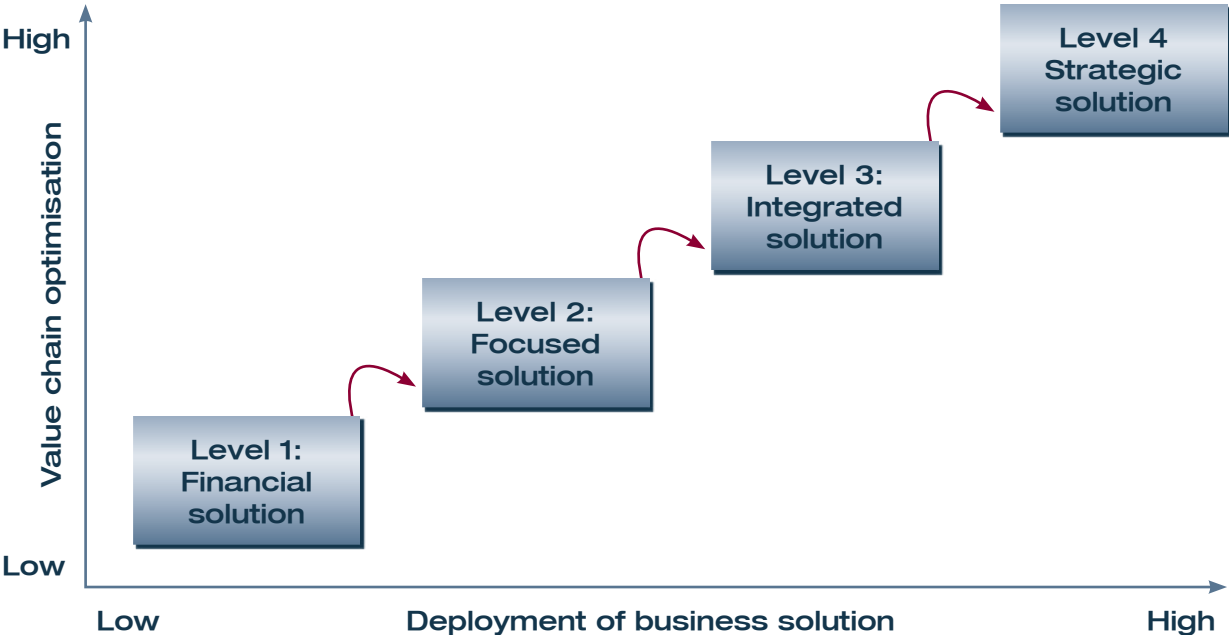 High
Value chain optimisation
Low
Level 4
Strategic
solution
Level 3:
Integrated
solution
Level 2:
Focused
solution
Level 1:
Financial
solution
Low
Deployment of business solution
High